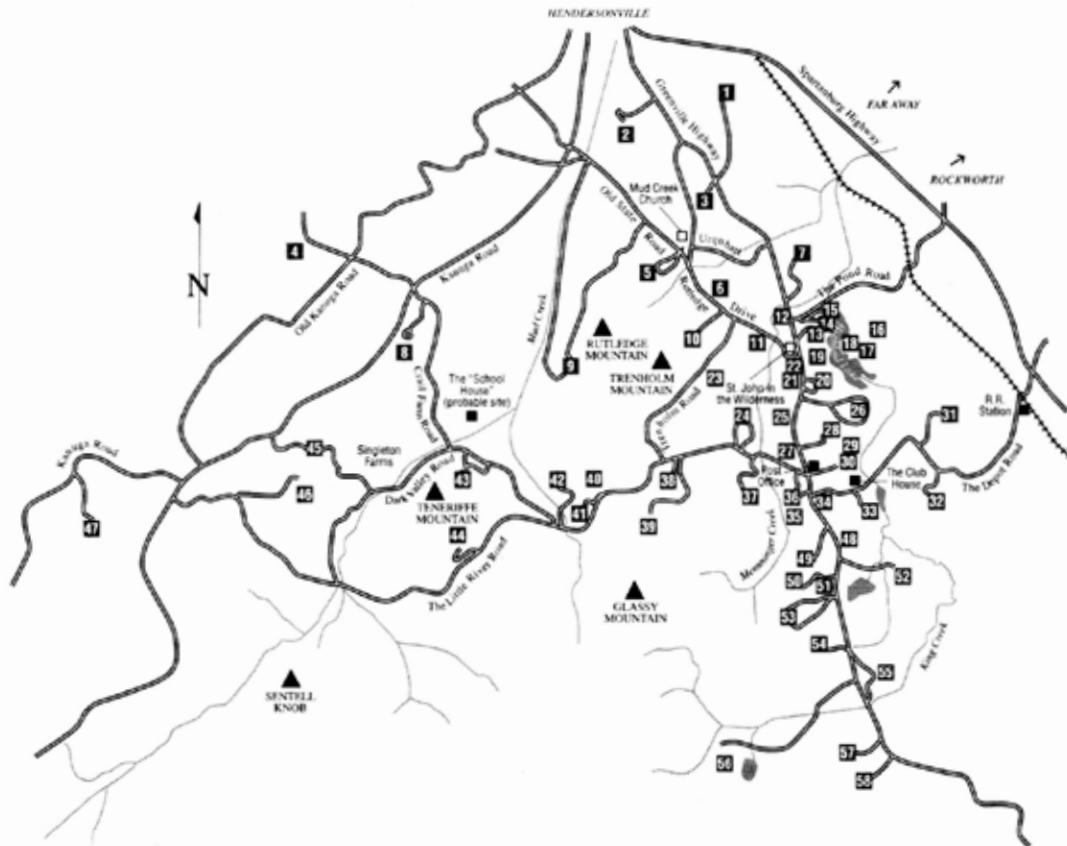 HENDERSONVILLE
Spartanburg Highway
FAR AWAY
ROCKWORTH
1
Greenville Highway
2
Mud Creek
Church
3
Old State
Road
Urquhart
4
N
Kanuga Road
Old Kanuga Road
Mud Creek
5
6
Rutledge
Drive
7
The Pond Road
8
9
RUTLEDGE
MOUNTAIN
10
11
12
13
14
15
16
17
18
19
TRENHOLM
MOUNTAIN
20
21
22
St. John in
the Wilderness
23
Trenholm Road
24
25
26
The "School
House"
(probable site)
Crail Farm Road
27
28
29
30
31
R.R.
Station
Post
Office
The Club
House
The Depot Road
32
33
34
35
36
37
38
39
40
41
42
43
Singleton
Farms
Dark Valley Road
TENERIFFE
MOUNTAIN
44
45
46
Kanuga Road
47
The Little River Road
GLASSY
MOUNTAIN
48
49
50
51
52
53
54
55
King Creek
SENTELL
KNOB
56
57
58